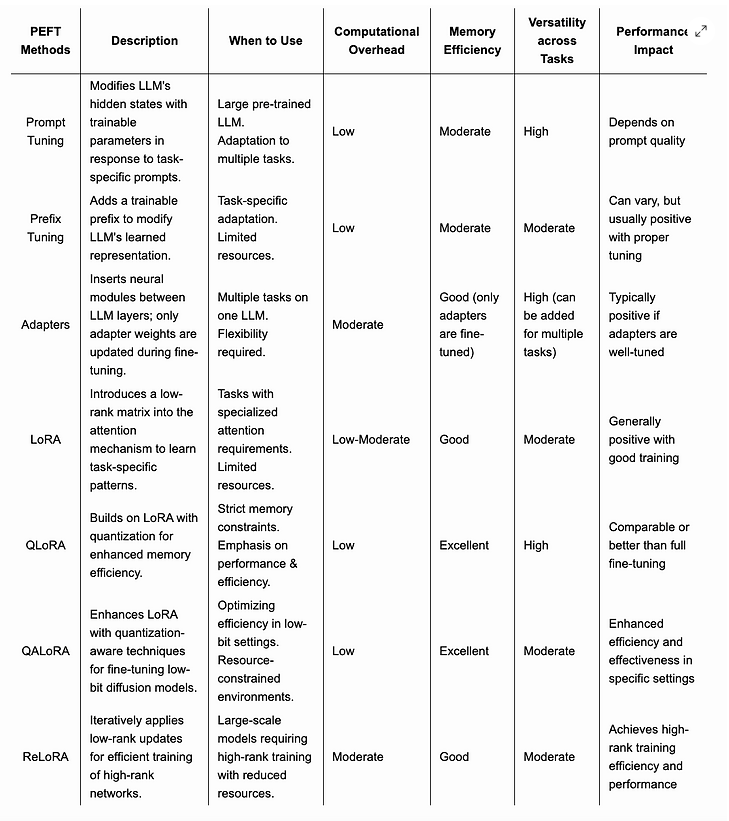 PEFT Methods
Description
When to Use
Computational Overhead
Memory Efficiency
Versatility across Tasks
Performance Impact
Prompt Tuning
Modifies LLM's
hidden states with
trainable
parameters in
response to task-
specific prompts.
Large pre-trained
LLM.
Adaptation to
multiple tasks.
Low
Moderate
High
Depends on
prompt quality
Prefix Tuning
Adds a trainable
prefix to modify
LLM's learned
representation.
Task-specific
adaptation.
Limited
resources.
Low
Moderate
Moderate
Can vary, but
usually positive
with proper
tuning
Adapters
Inserts neural
modules between
LLM layers; only
adapter weights are
updated during fine-
tuning.
Multiple tasks on
one LLM.
Flexibility
required.
Moderate
Good (only
adapters
are fine-
tuned)
High (can
be added
for multiple
tasks)
Typically
positive if
adapters are
well-tuned
LoRA
Introduces a low-
rank matrix into the
attention
mechanism to learn
task-specific
patterns.
Tasks with
specialized
attention
requirements.
Limited
resources.
Low-Moderate
Good
Moderate
Generally
positive with
good training
QLoRA
Builds on LoRA with
quantization for
enhanced memory
efficiency.
Strict memory
constraints.
Emphasis on
performance &
efficiency.
Low
Excellent
High
Comparable or
better than full
fine-tuning
QALoRA
Enhances LoRA
with quantization-
aware techniques
for fine-tuning low-
bit diffusion models.
Optimizing
efficiency in low-
bit settings.
Resource-
constrained
environments.
Low
Excellent
Moderate
Enhanced
efficiency and
effectiveness in
specific settings
ReLoRA
Iteratively applies
low-rank updates
for efficient training
of high-rank
networks.
Large-scale
models requiring
high-rank training
with reduced
resources.
Moderate
Good
Moderate
Achieves high-
rank training
efficiency and
performance